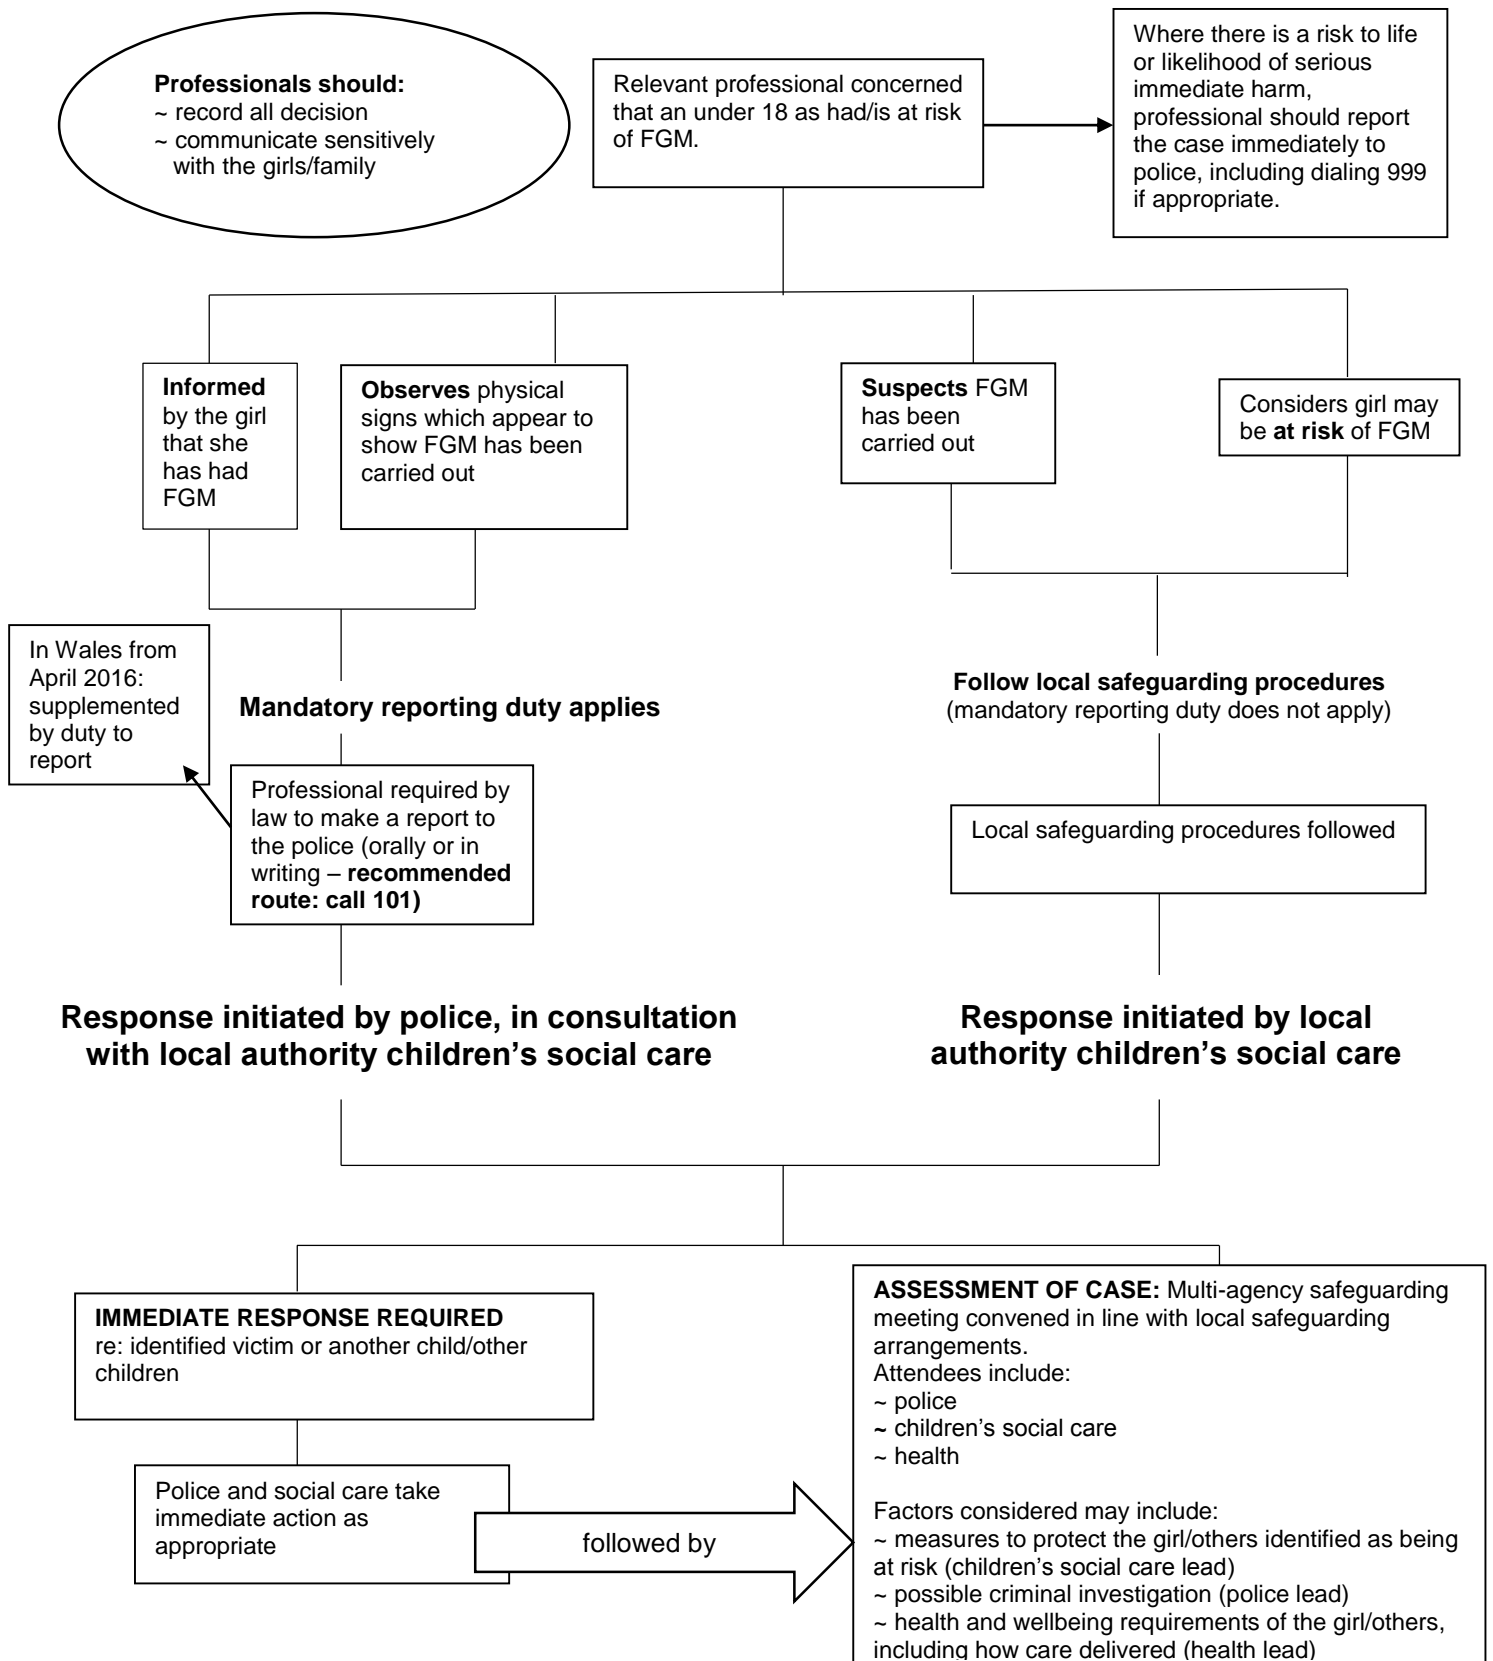 Professionals should:
~ record all decision
~ communicate sensitively
with the girls/family
Relevant professional concerned
that an under 18 as had/is at risk
of FGM.
Where there is a risk to life
or likelihood of serious
immediate harm,
professional should report
the case immediately to
police, including dialing 999
if appropriate.
Informed
by the girl
that she
has had
FGM
Observes physical
signs which appear to
show FGM has been
carried out
Suspects FGM
has been
carried out
Considers girl may
be at risk of FGM
In Wales from
April 2016:
supplemented
by duty to
report
Mandatory reporting duty applies
Follow local safeguarding procedures
(mandatory reporting duty does not apply)
Professional required by
law to make a report to
the police (orally or in
writing – recommended
route: call 101)
Local safeguarding procedures followed
Response initiated by police, in consultation
with local authority children’s social care
Response initiated by local
authority children’s social care
IMMEDIATE RESPONSE REQUIRED
re: identified victim or another child/other
children
Police and social care take
immediate action as
appropriate
followed by
ASSESSMENT OF CASE: Multi-agency safeguarding
meeting convened in line with local safeguarding
arrangements.
Attendees include:
~ police
~ children’s social care
~ health
Factors considered may include:
~ measures to protect the girl/others identified as being
at risk (children’s social care lead)
~ possible criminal investigation (police lead)
~ health and wellbeing requirements of the girl/others,
including how care delivered (health lead)